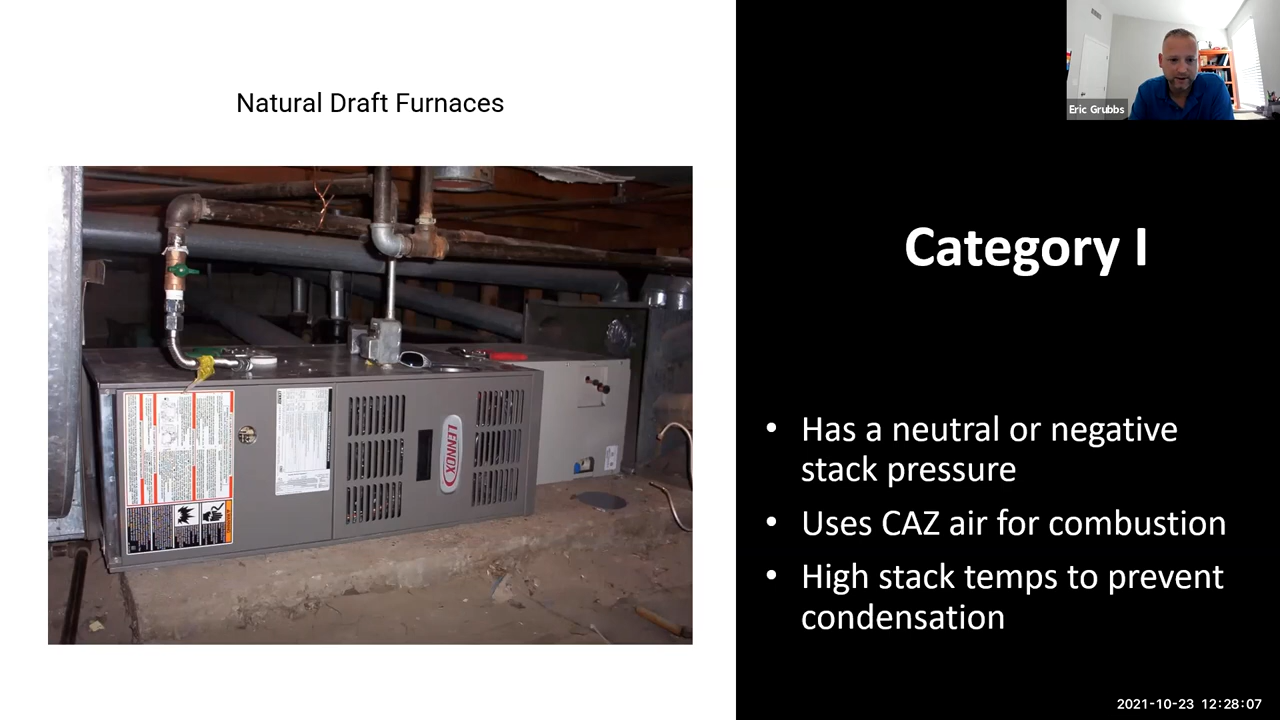 Natural Draft Furnaces
LENNOX
Eric Grubbs
Category I
• Has a neutral or negative
stack pressure
• Uses CAZ air for combustion
• High stack temps to prevent
condensation
2021-10-23 12:28:07